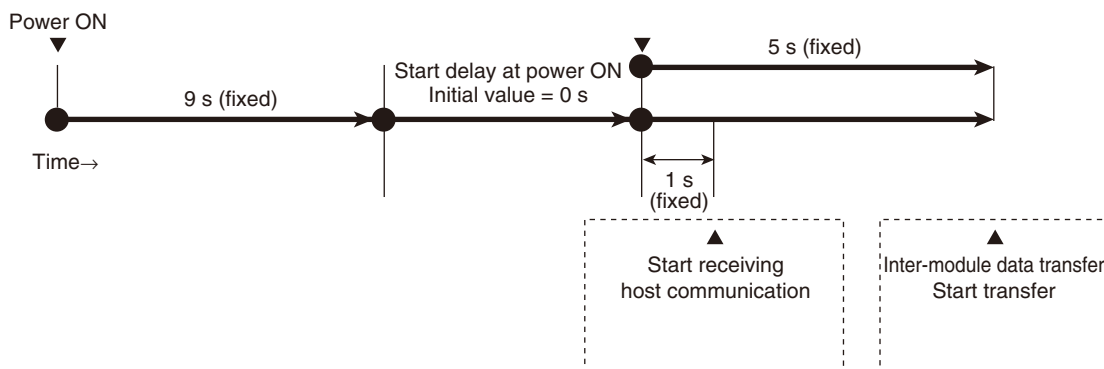 Power ON
5 s (fixed)
Start delay at power ON
Initial value = 0 s
9 s (fixed)
Time→
1 s
(fixed)
Start receiving
host communication
Inter-module data transfer
Start transfer